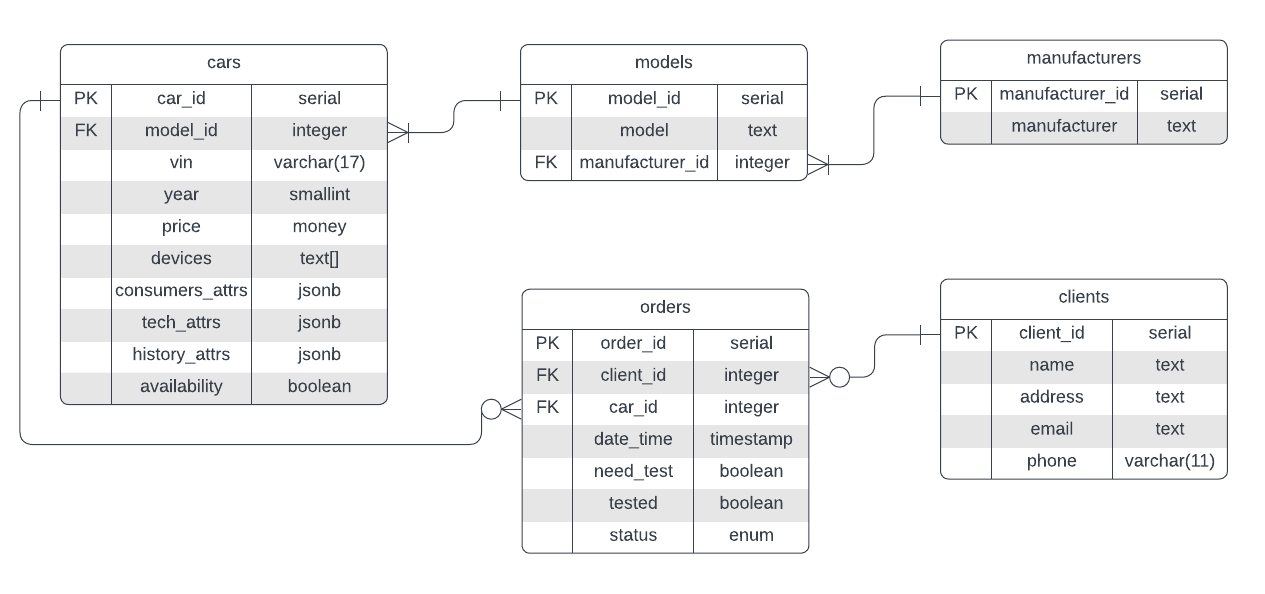 cars
PK car_id serial
FK model_id integer
vin varchar(17)
year smallint
price money
devices text[]
consumers_attrs jsonb
tech_attrs jsonb
history_attrs jsonb
availability boolean
models
PK model_id serial
model text
FK manufacturer_id integer
manufacturers
PK manufacturer_id serial
manufacturer text
orders
PK order_id serial
FK client_id integer
FK car_id integer
date_time timestamp
need_test boolean
tested boolean
status enum
clients
PK client_id serial
name text
address text
email text
phone varchar(11)